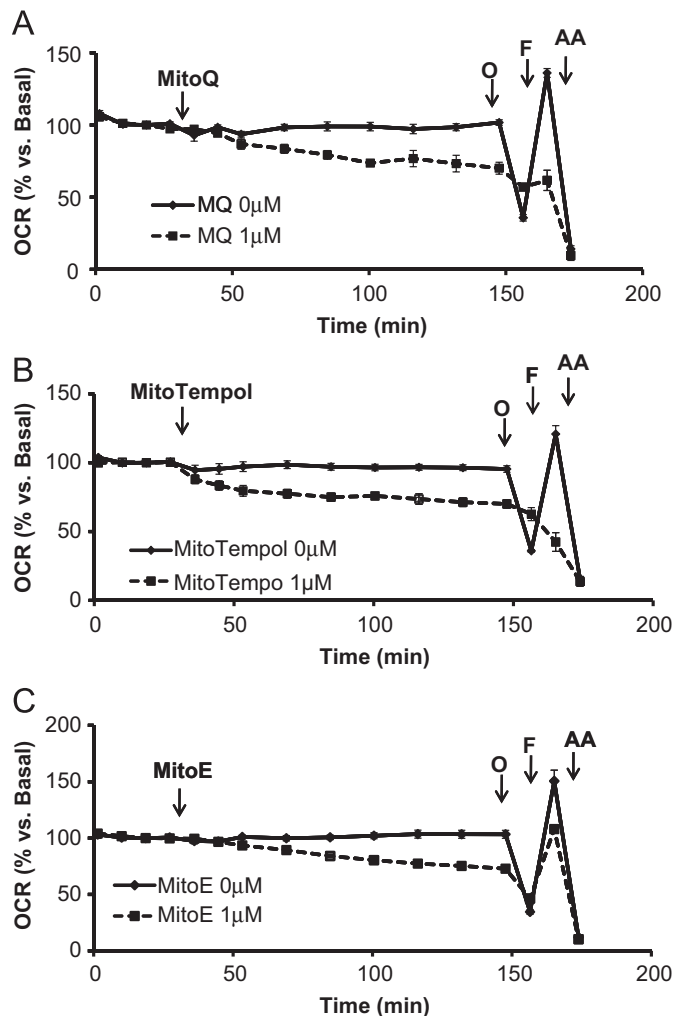 A
OCR (% vs. Basal)
150
100
50
0
MitoQ
O
F
AA
MQ 0μM
MQ 1μM
0
50
100
150
200
Time (min)
B
OCR (% vs. Basal)
150
100
50
0
MitoTempol
O
F
AA
MitoTempol 0μM
MitoTempo 1μM
0
50
100
150
200
Time (min)
C
OCR (% vs. Basal)
200
150
100
50
0
MitoE
O
F
AA
MitoE 0μM
MitoE 1μM
0
50
100
150
200
Time (min)